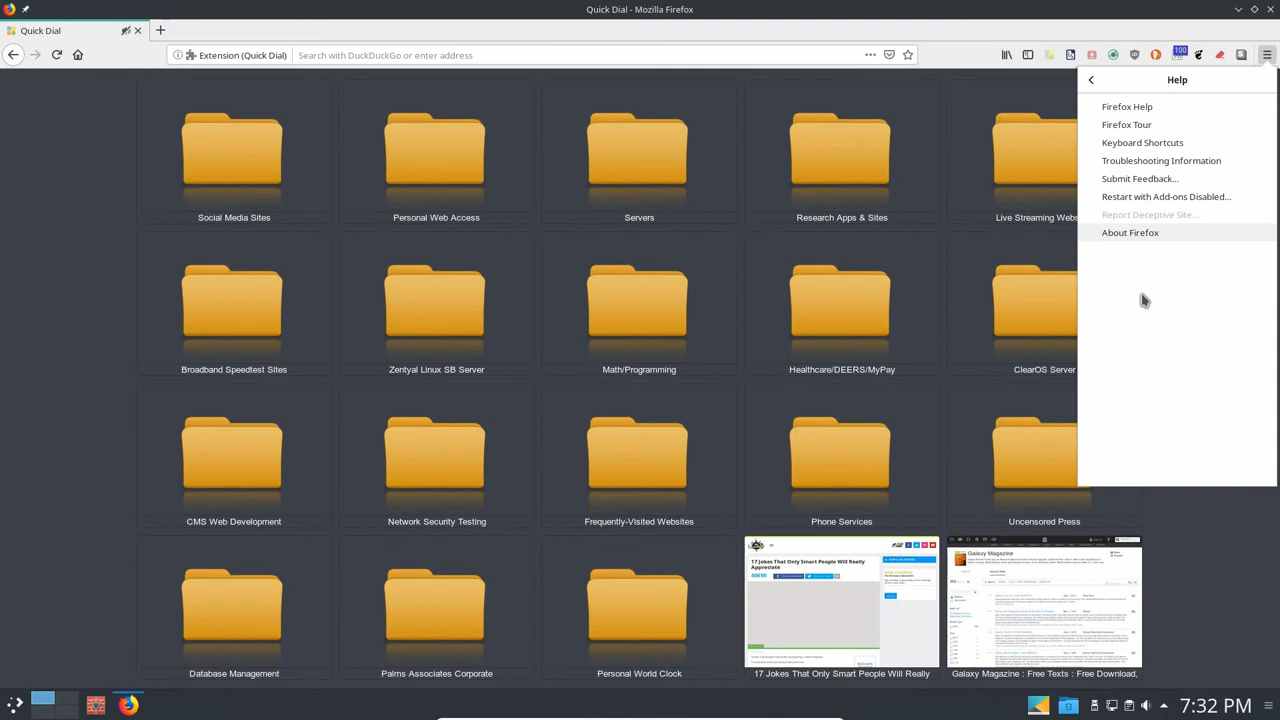 Quick Dial - Mozilla Firefox
Quick Dial
Extension (Quick Dial)
Search with DuckDuckGo or enter address
100
Help
Firefox Help
Firefox Tour
Keyboard Shortcuts
Troubleshooting Information
Submit Feedback...
Restart with Add-ons Disabled...
Report Deceptive Site...
About Firefox
Social Media Sites
Personal Web Access
Servers
Research Apps & Sites
Live Streaming Webs
Broadband Speedtest Sites
Zentyal Linux SB Server
Math/Programming
Healthcare/DEERS/MyPay
ClearOS Server
CMS Web Development
Network Security Testing
Frequently-Visited Websites
Phone Services
Uncensored Press
17 Jokes That Only Smart People Will Really
Appreciate
Galaxy Magazine
Personal World Clock
17 Jokes That Only Smart People Will Really
Galaxy Magazine : Free Texts : Free Download,
7:32 PM